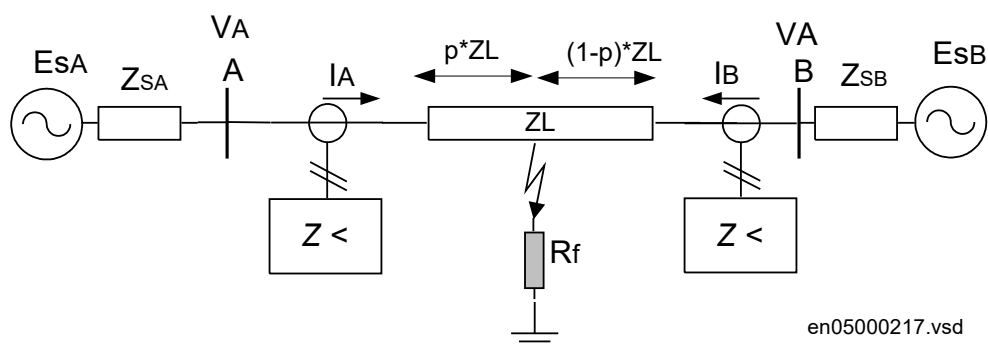 VA
VA
EsA
EsB
ZSA
A
IA
p*ZL
(1-p)*ZL
IB
B
ZSB
ZL
Z <
Z <
Rf
en05000217.vsd